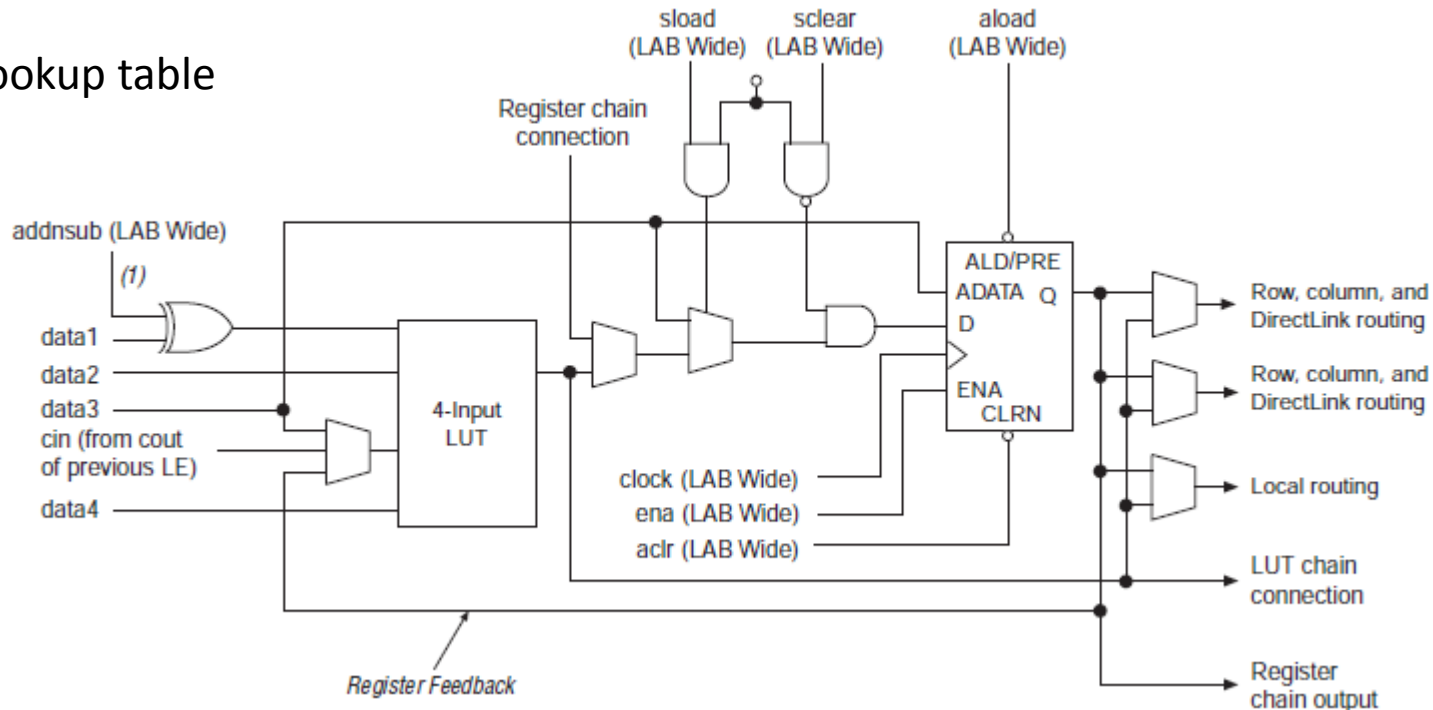 ookup table
sload
(LAB Wide)
sclear
(LAB Wide)
aload
(LAB Wide)
Register chain
connection
addnsub (LAB Wide)
(1)
data1
data2
data3
cin (from cout
of previous LE)
data4
4-Input
LUT
ALD/PRE
ADATA Q
D
ENA
CLRN
clock (LAB Wide)
ena (LAB Wide)
aclr (LAB Wide)
Row, column, and
DirectLink routing
Row, column, and
DirectLink routing
Local routing
LUT chain
connection
Register
chain output
Register Feedback